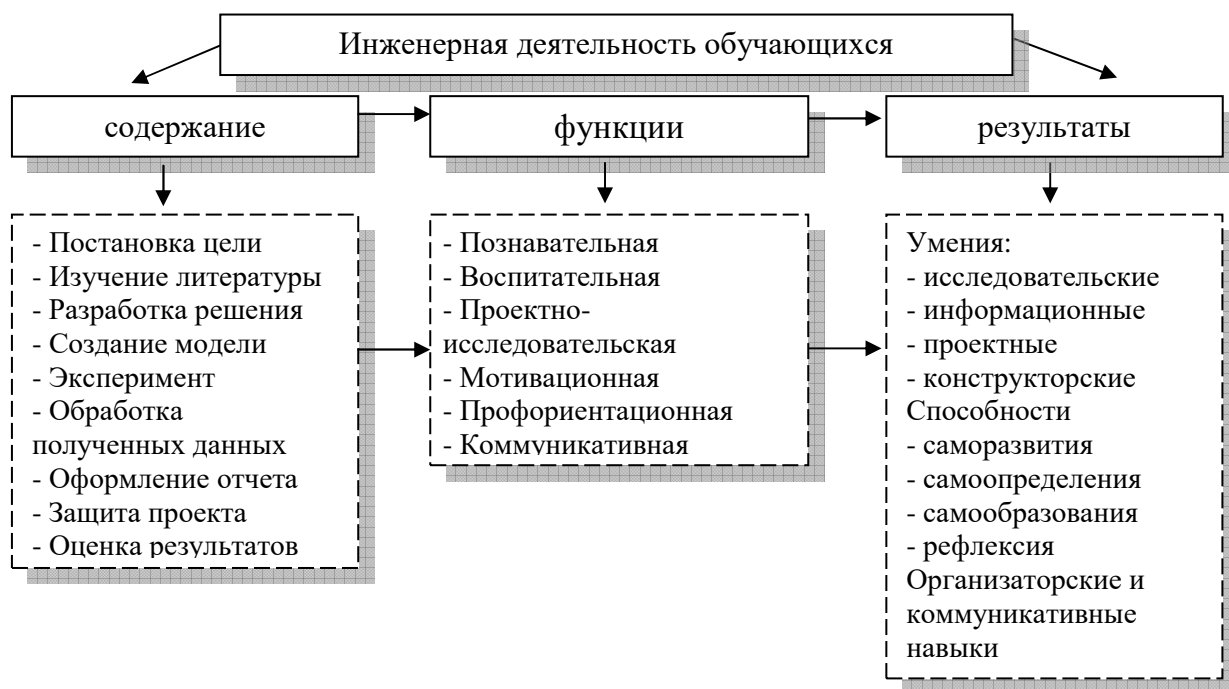 Инженерная деятельность обучающихся
содержание
функции
результаты
- Постановка цели
- Изучение литературы
- Разработка решения
- Создание модели
- Эксперимент
- Обработка
полученных данных
- Оформление отчета
- Защита проекта
- Оценка результатов
- Познавательная
- Воспитательная
- Проектно-
исследовательская
- Мотивационная
- Профориентационная
- Коммуникативная
Умения:
- исследовательские
- информационные
- проектные
- конструкторские
Способности
- саморазвития
- самоопределения
- самообразования
- рефлексия
Организаторские и
коммуникативные
навыки